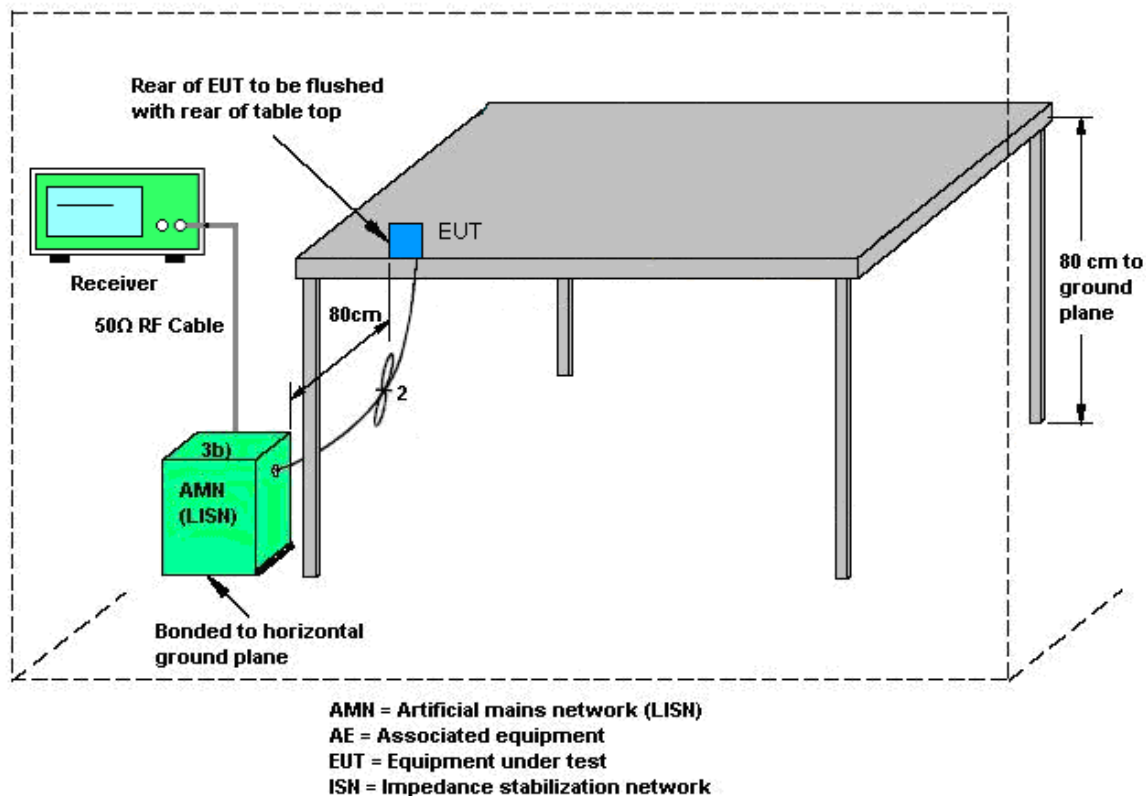 Rear of EUT to be flushed
with rear of table top
EUT
Receiver
80 cm to
ground
plane
80cm
50Ω RF Cable
2
3b)
AMN
(LISN)
Bonded to horizontal
ground plane
AMN = Artificial mains network (LISN)
AE = Associated equipment
EUT = Equipment under test
ISN = Impedance stabilization network